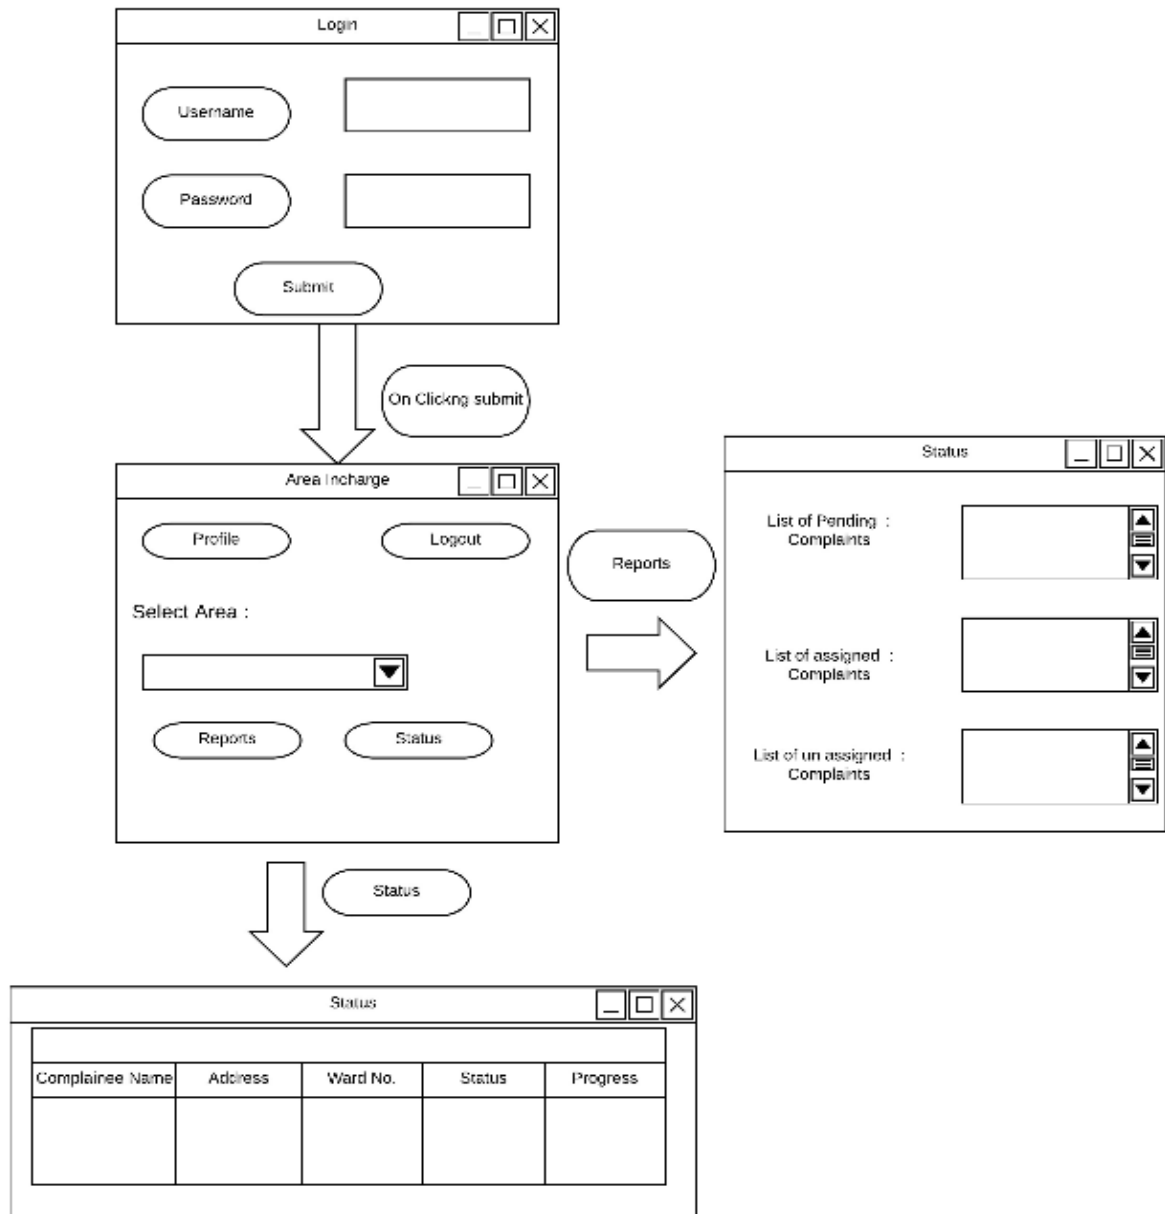 Login
Username
Password
Submit
On Clickng submit
Area Incharge
Profile
Logout
Select Area :
Reports
Status
Reports
Status
List of Pending :
Complaints
List of assigned :
Complaints
List of un assigned :
Complaints
Status
Status
Complainee Name Address Ward No. Status Progress